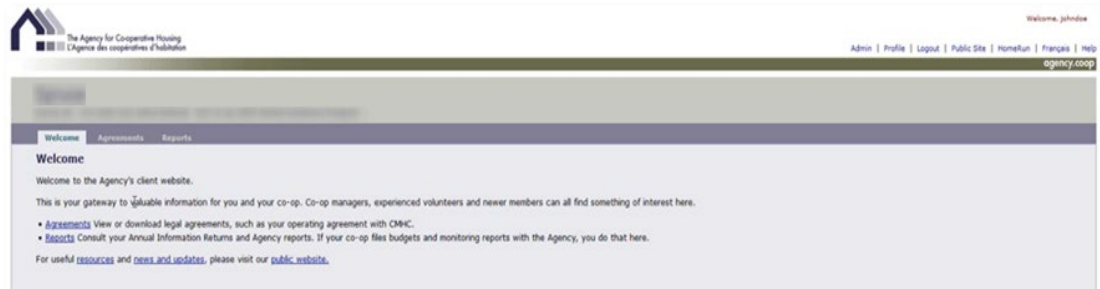 Welcome, johndoe
The Agency for Co-operative Housing
L'Agence des coopératives d'habitation
Admin | Profile | Logout | Public Site | HomeRun | Français | Help
agency.coop
Welcome Agreements Reports
Welcome
Welcome to the Agency's client website.
This is your gateway to valuable information for you and your co-op. Co-op managers, experienced volunteers and newer members can all find something of interest here.
• Agreements View or download legal agreements, such as your operating agreement with CMHC.
• Reports Consult your Annual Information Returns and Agency reports. If your co-op files budgets and monitoring reports with the Agency, you do that here.
For useful resources and news and updates, please visit our public website.